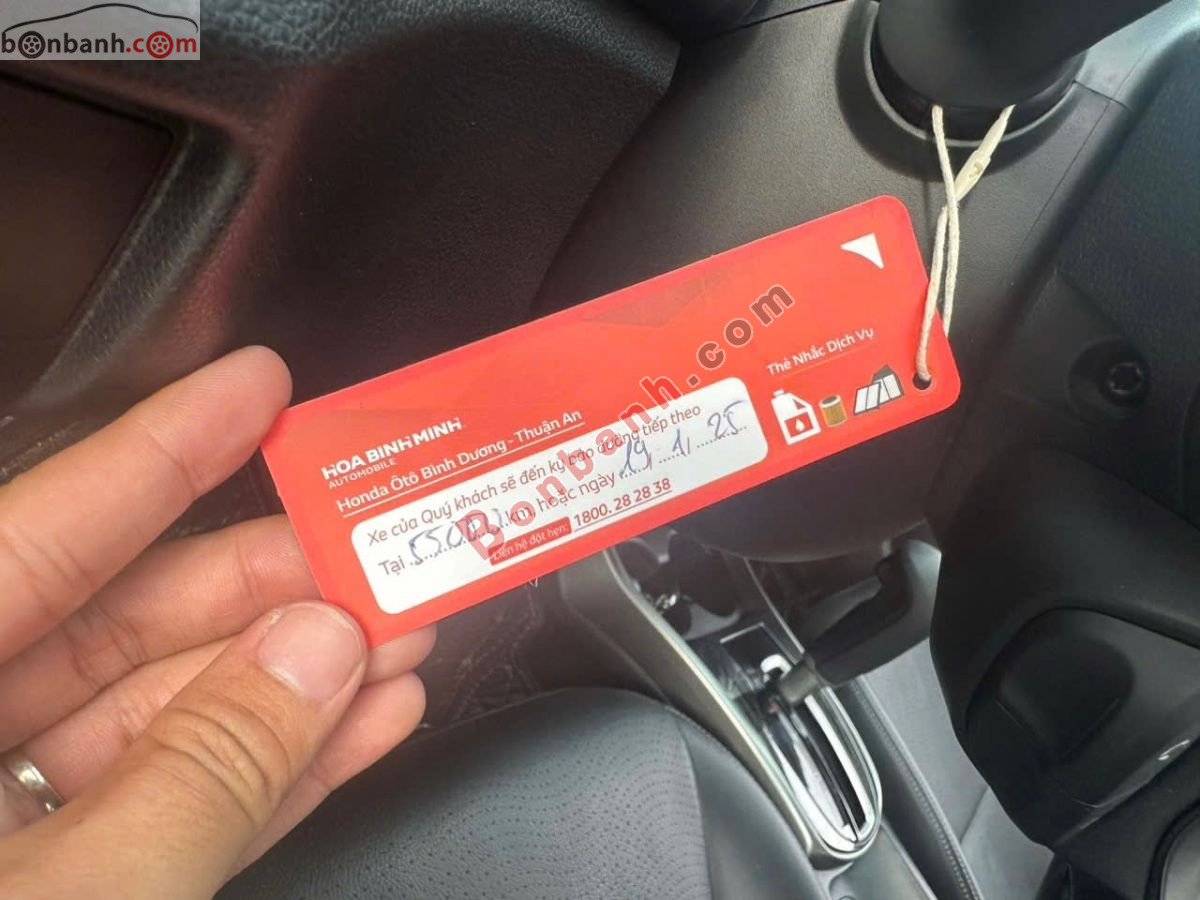 bonbanh.com
Thẻ Nhắc Dịch Vụ
HOA BINH MINH
AUTOMOBILE
Honda Ôtô Bình Dương - Thuận An
Xe của Quý khách sẽ đến kỳ bảo dưỡng tiếp theo
Tại 55000 km, hoặc ngày 19/1/25
Liên hệ đặt hẹn: 1800. 28 28 38
Bonbanh.com